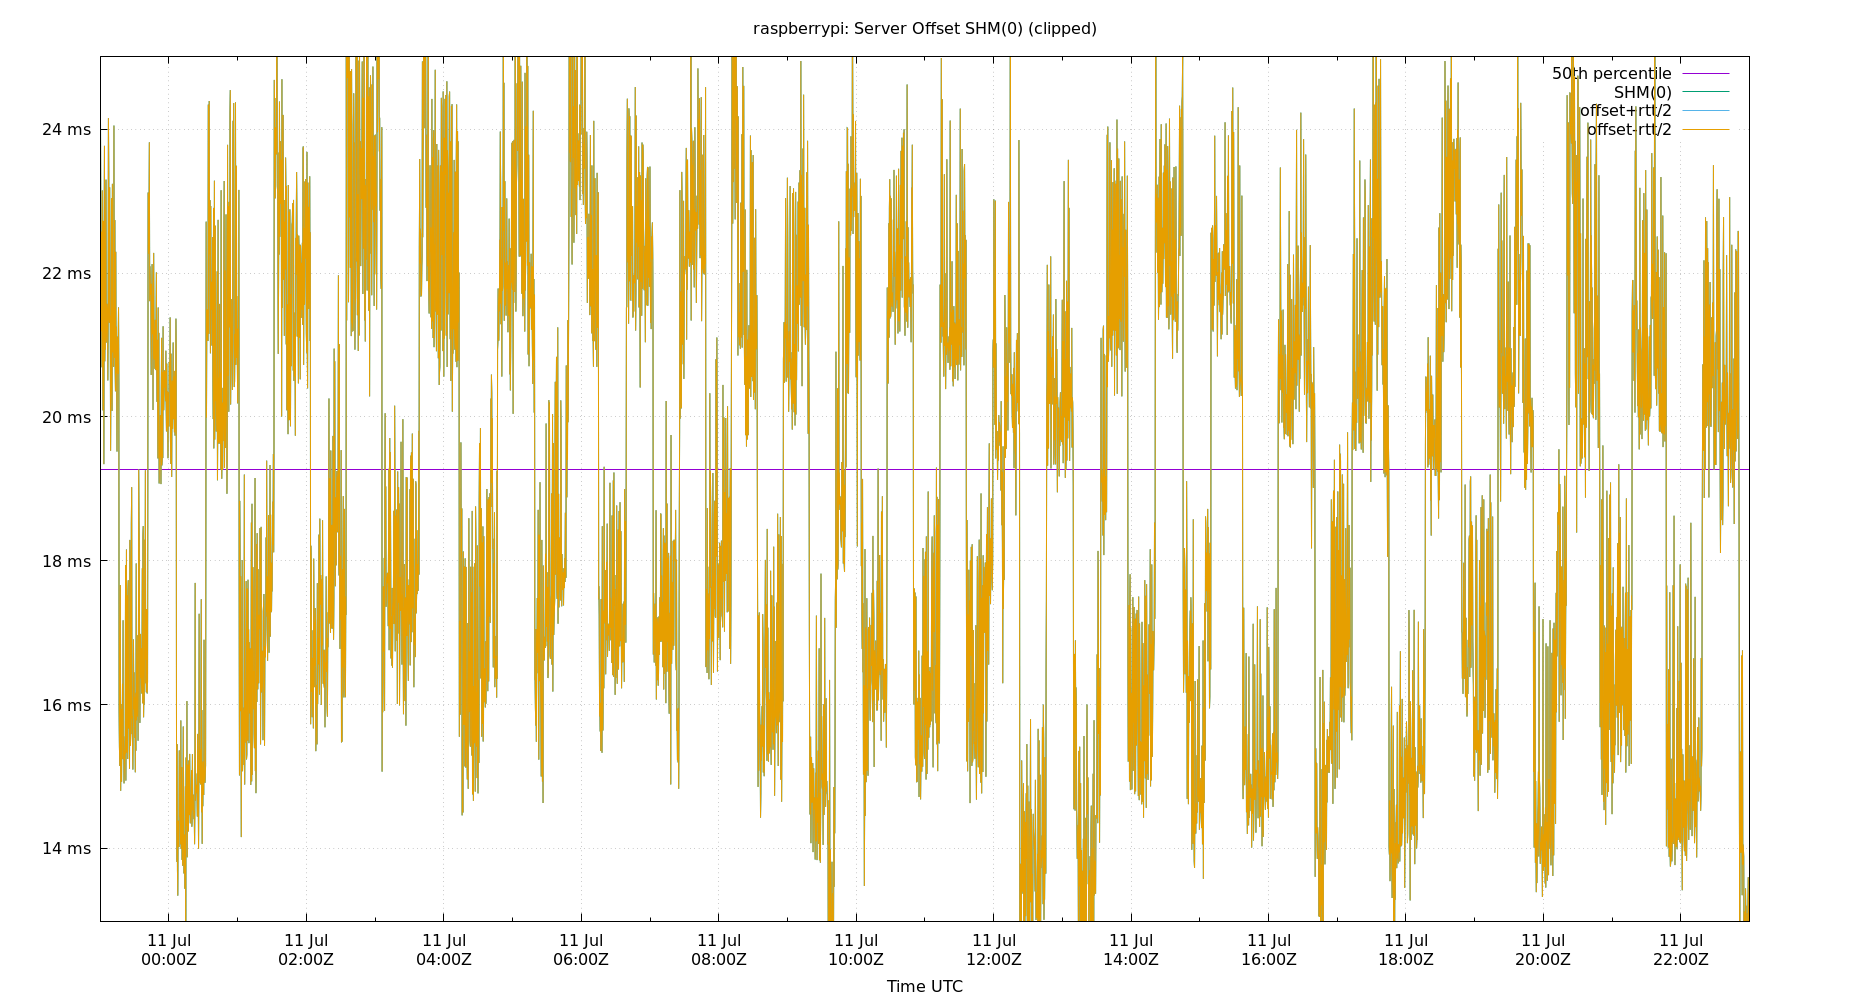 raspberrypi: Server Offset SHM(0) (clipped)
50th percentile
SHM(0)
offset+rtt/2
offset-rtt/2
24 ms
22 ms
20 ms
18 ms
16 ms
14 ms
11 Jul 11 Jul 11 Jul 11 Jul 11 Jul 11 Jul 11 Jul 11 Jul 11 Jul 11 Jul 11 Jul 11 Jul
00:00Z 02:00Z 04:00Z 06:00Z 08:00Z 10:00Z 12:00Z 14:00Z 16:00Z 18:00Z 20:00Z 22:00Z
Time UTC